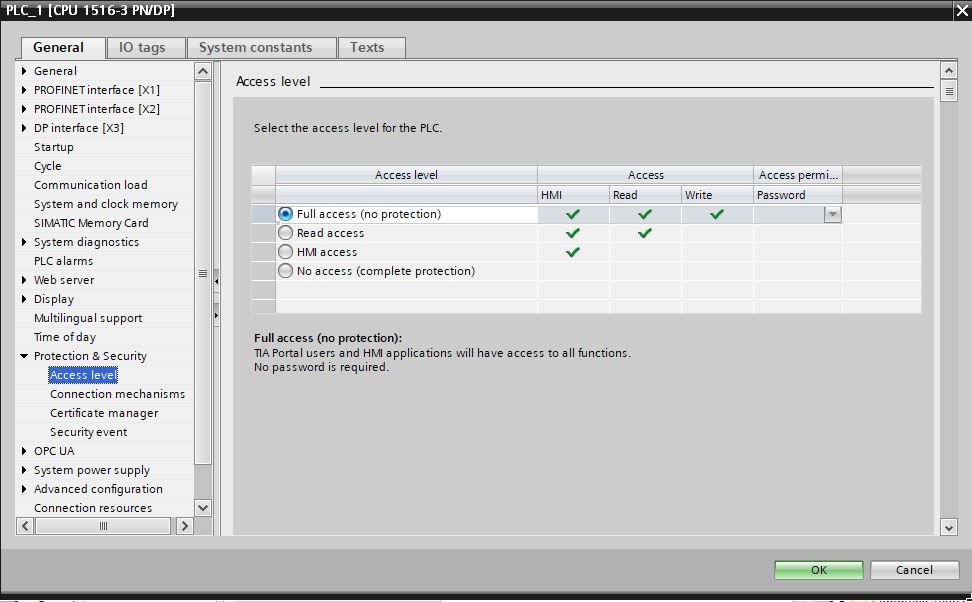 PLC_1 [CPU 1516-3 PN/DP]
General
IO tags
System constants
Texts
General
PROFINET interface [X1]
PROFINET interface [X2]
DP interface [X3]
Startup
Cycle
Communication load
System and clock memory
SIMATIC Memory Card
System diagnostics
PLC alarms
Web server
Display
Multilingual support
Time of day
Protection & Security
Access level
Connection mechanisms
Certificate manager
Security event
OPC UA
System power supply
Advanced configuration
Connection resources
Access level
Select the access level for the PLC.
Access level Access Access permi...
HMI Read Write Password
Full access (no protection)
Read access
HMI access
No access (complete protection)
Full access (no protection):
TIA Portal users and HMI applications will have access to all functions.
No password is required.
OK
Cancel